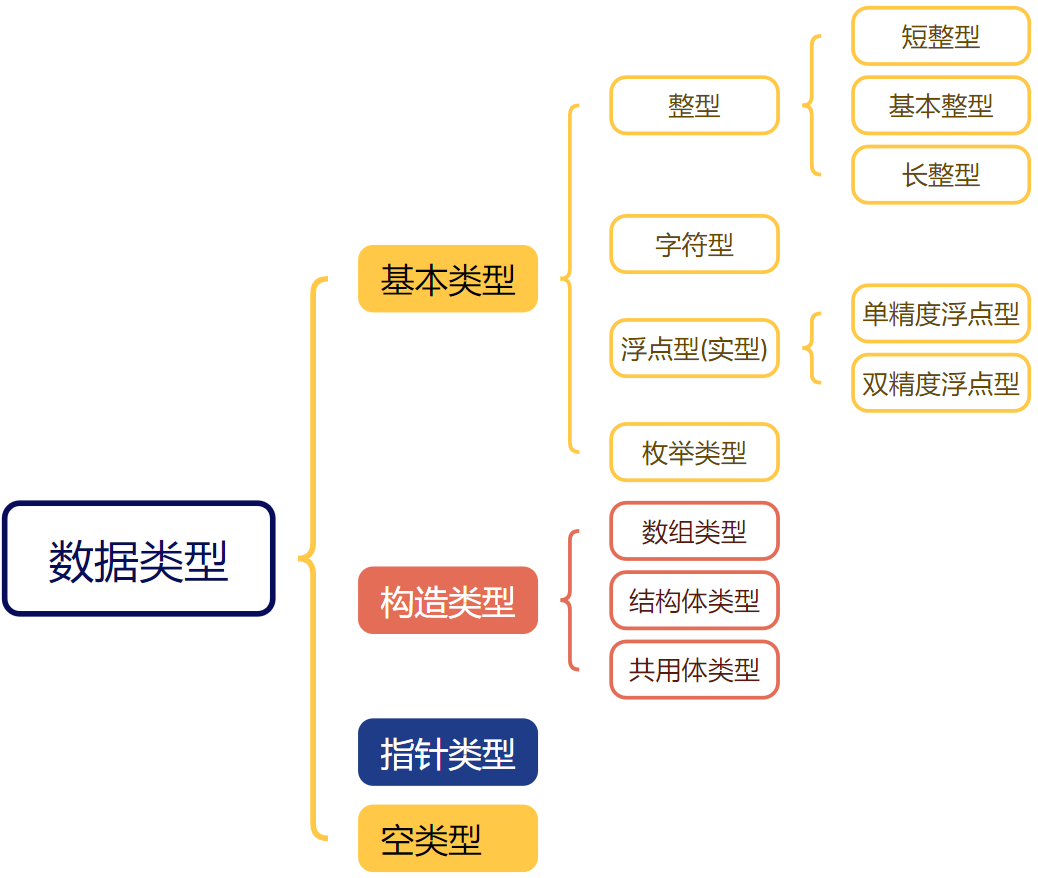 数据类型
基本类型
整型
短整型
基本整型
长整型
字符型
浮点型(实型)
单精度浮点型
双精度浮点型
枚举类型
构造类型
数组类型
结构体类型
共用体类型
指针类型
空类型